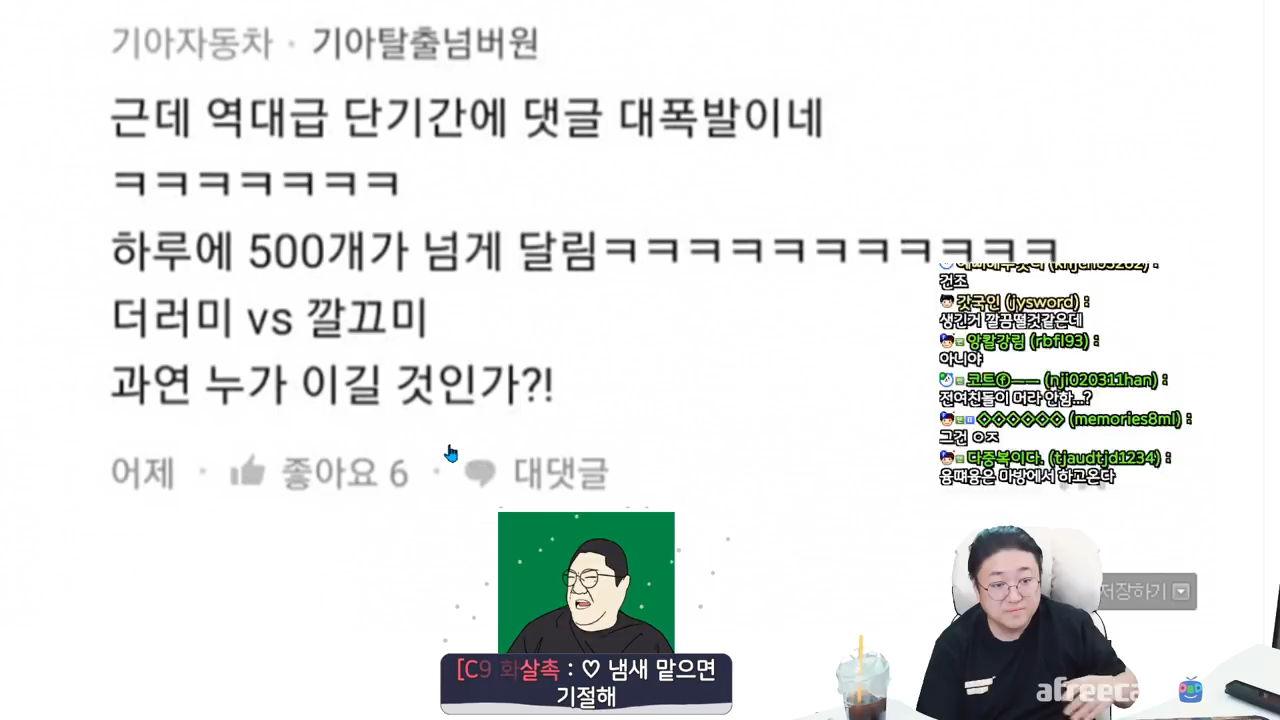 기아자동차 · 기아탈출넘버원
근데 역대급 단기간에 댓글 대폭발이네
ㅋㅋㅋㅋㅋㅋㅋ
하루에 500개가 넘게 달림ㅋㅋㅋㅋㅋㅋㅋㅋㅋㅋㅋ
더러미 vs 깔끄미
과연 누가 이길 것인가?!
어제 · 좋아요 6 · 대댓글
건조
갓국인 (jysword) :
생긴거 깔끔떨것같은데
앙칼강림 (rbfl93) :
아니야
코트ⓕ—— (nji020311han) :
전여친들이 머라 안함...?
◇◇◇◇◇◇ (memories8ml) :
그건 ㅇㅈ
다중복이다. (tjaudtjd1234) :
용때용은 마방에서 하고온다
저장하기
[C9 화살촉 : ♡ 냄새 맡으면
기절해
afreeca